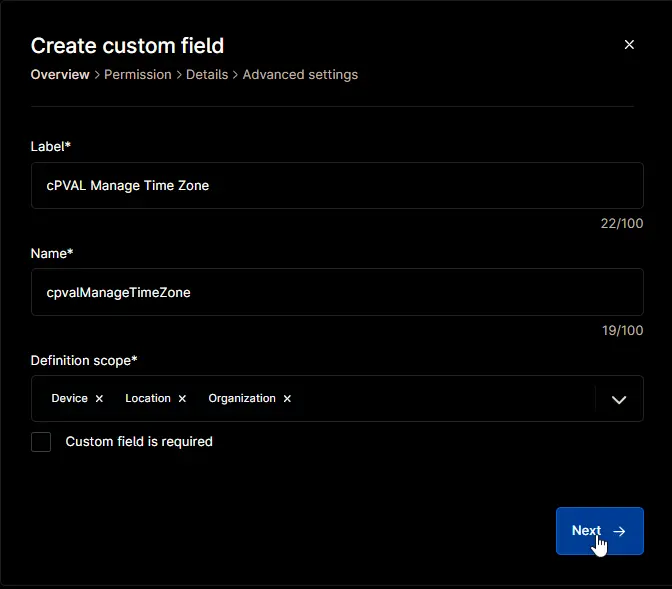 Create custom field
Overview > Permission > Details > Advanced settings
Label*
cPVAL Manage Time Zone
22/100
Name*
cpvalManageTimeZone
19/100
Definition scope*
Device × Location × Organization ×
Custom field is required
Next →